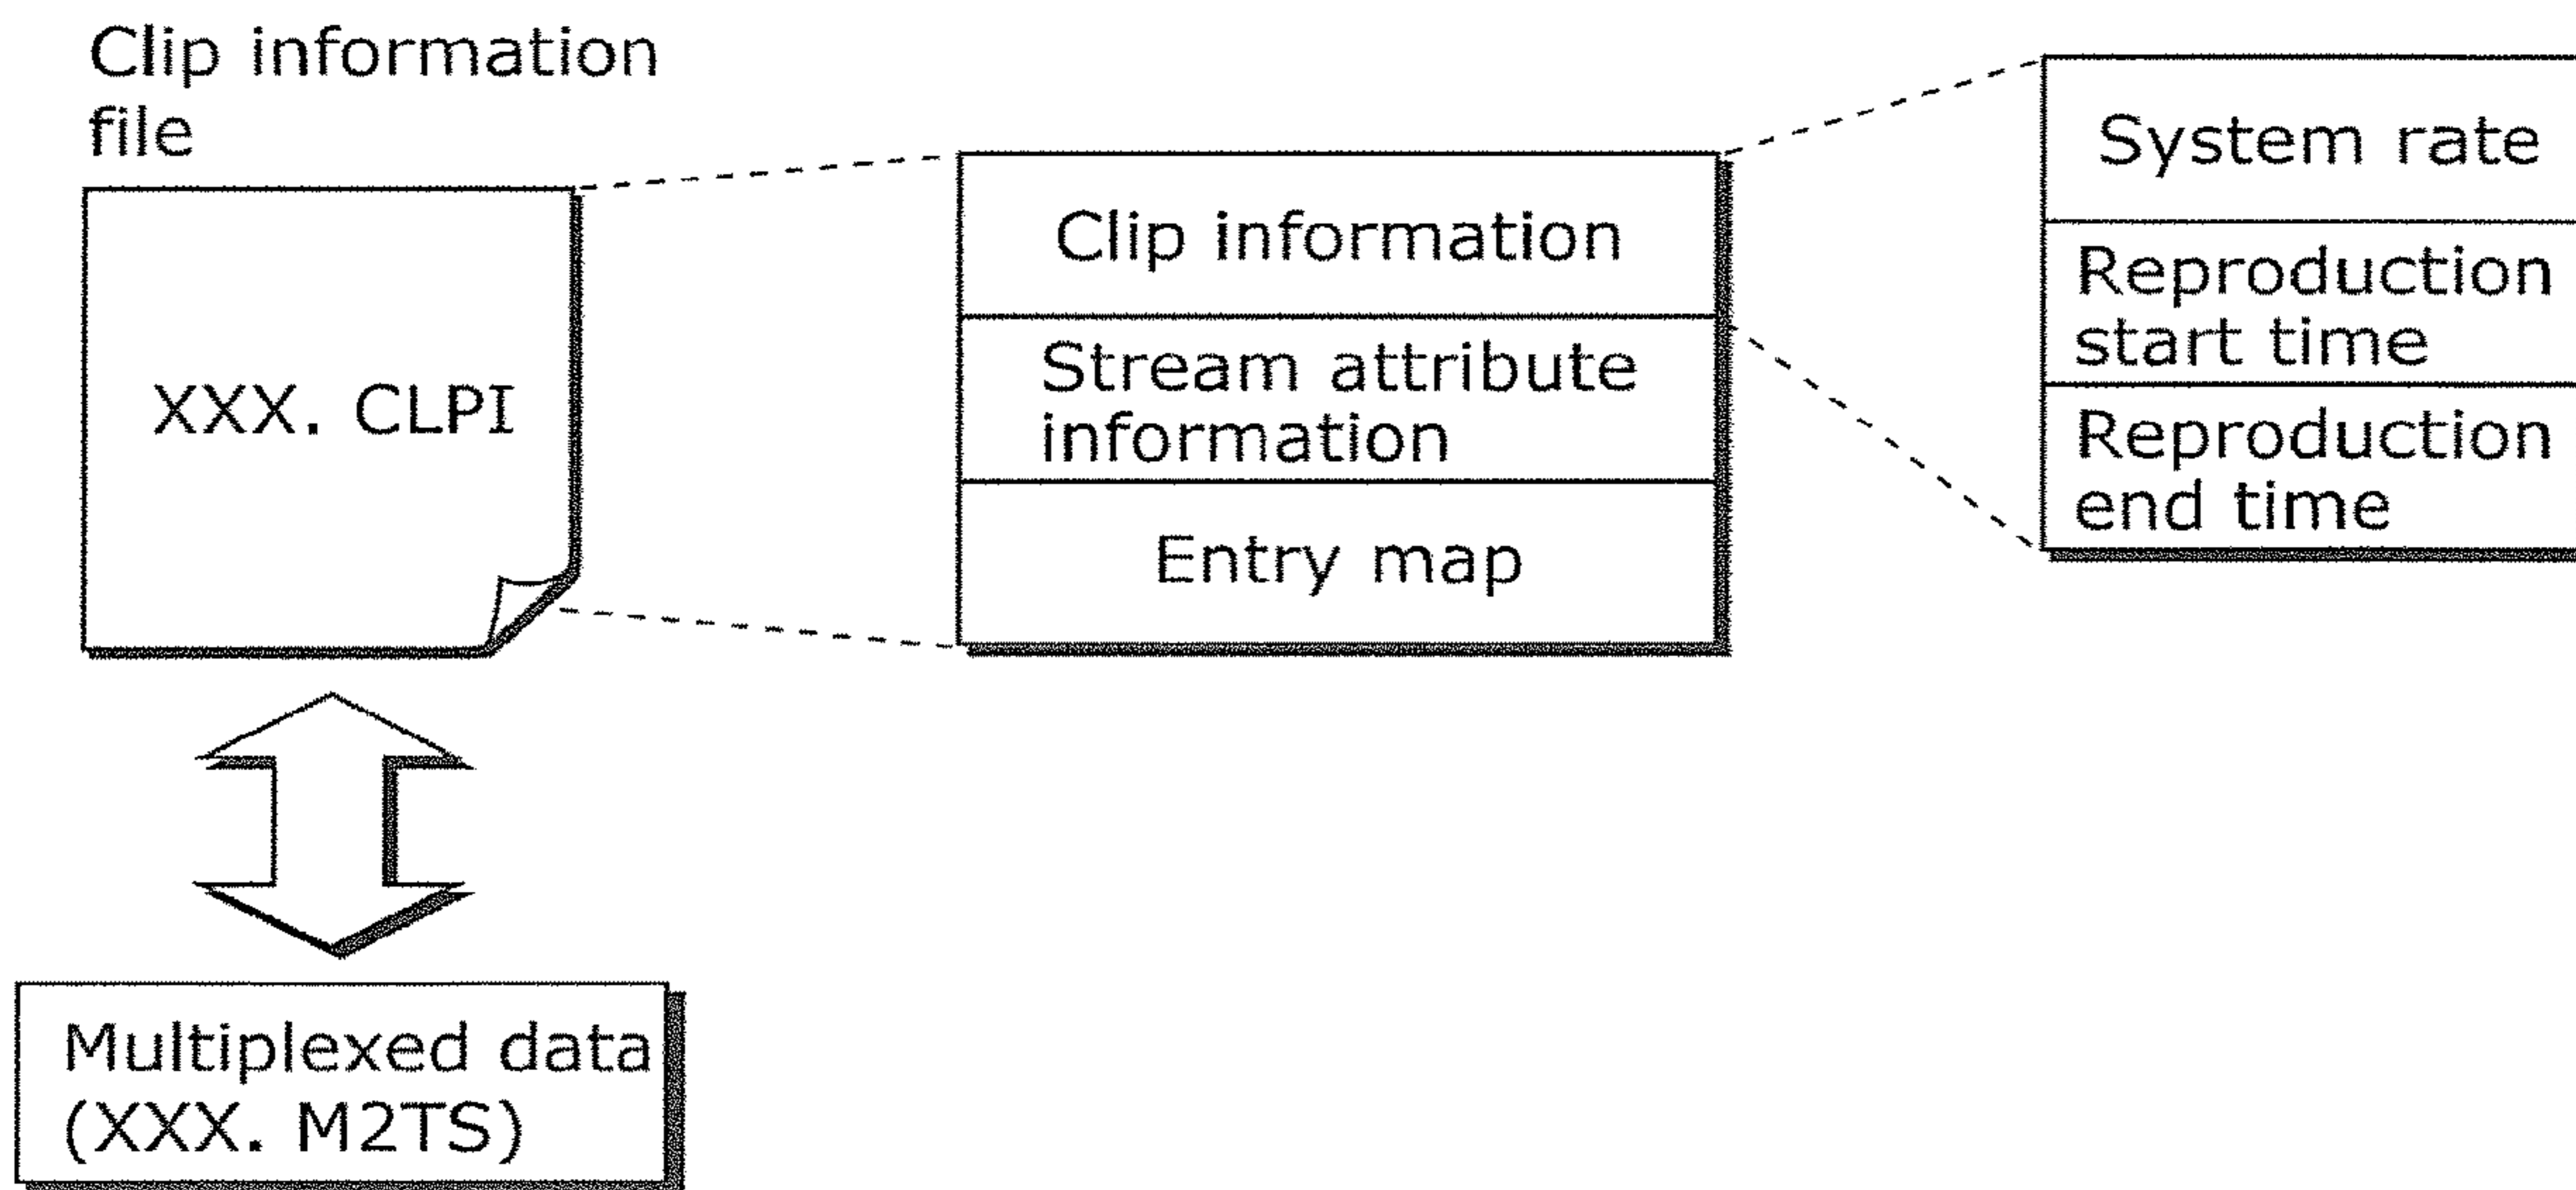 Clip information
file
XXX. CLPI
Clip information
Stream attribute
information
Entry map
System rate
Reproduction
start time
Reproduction
end time
Multiplexed data
(XXX. M2TS)